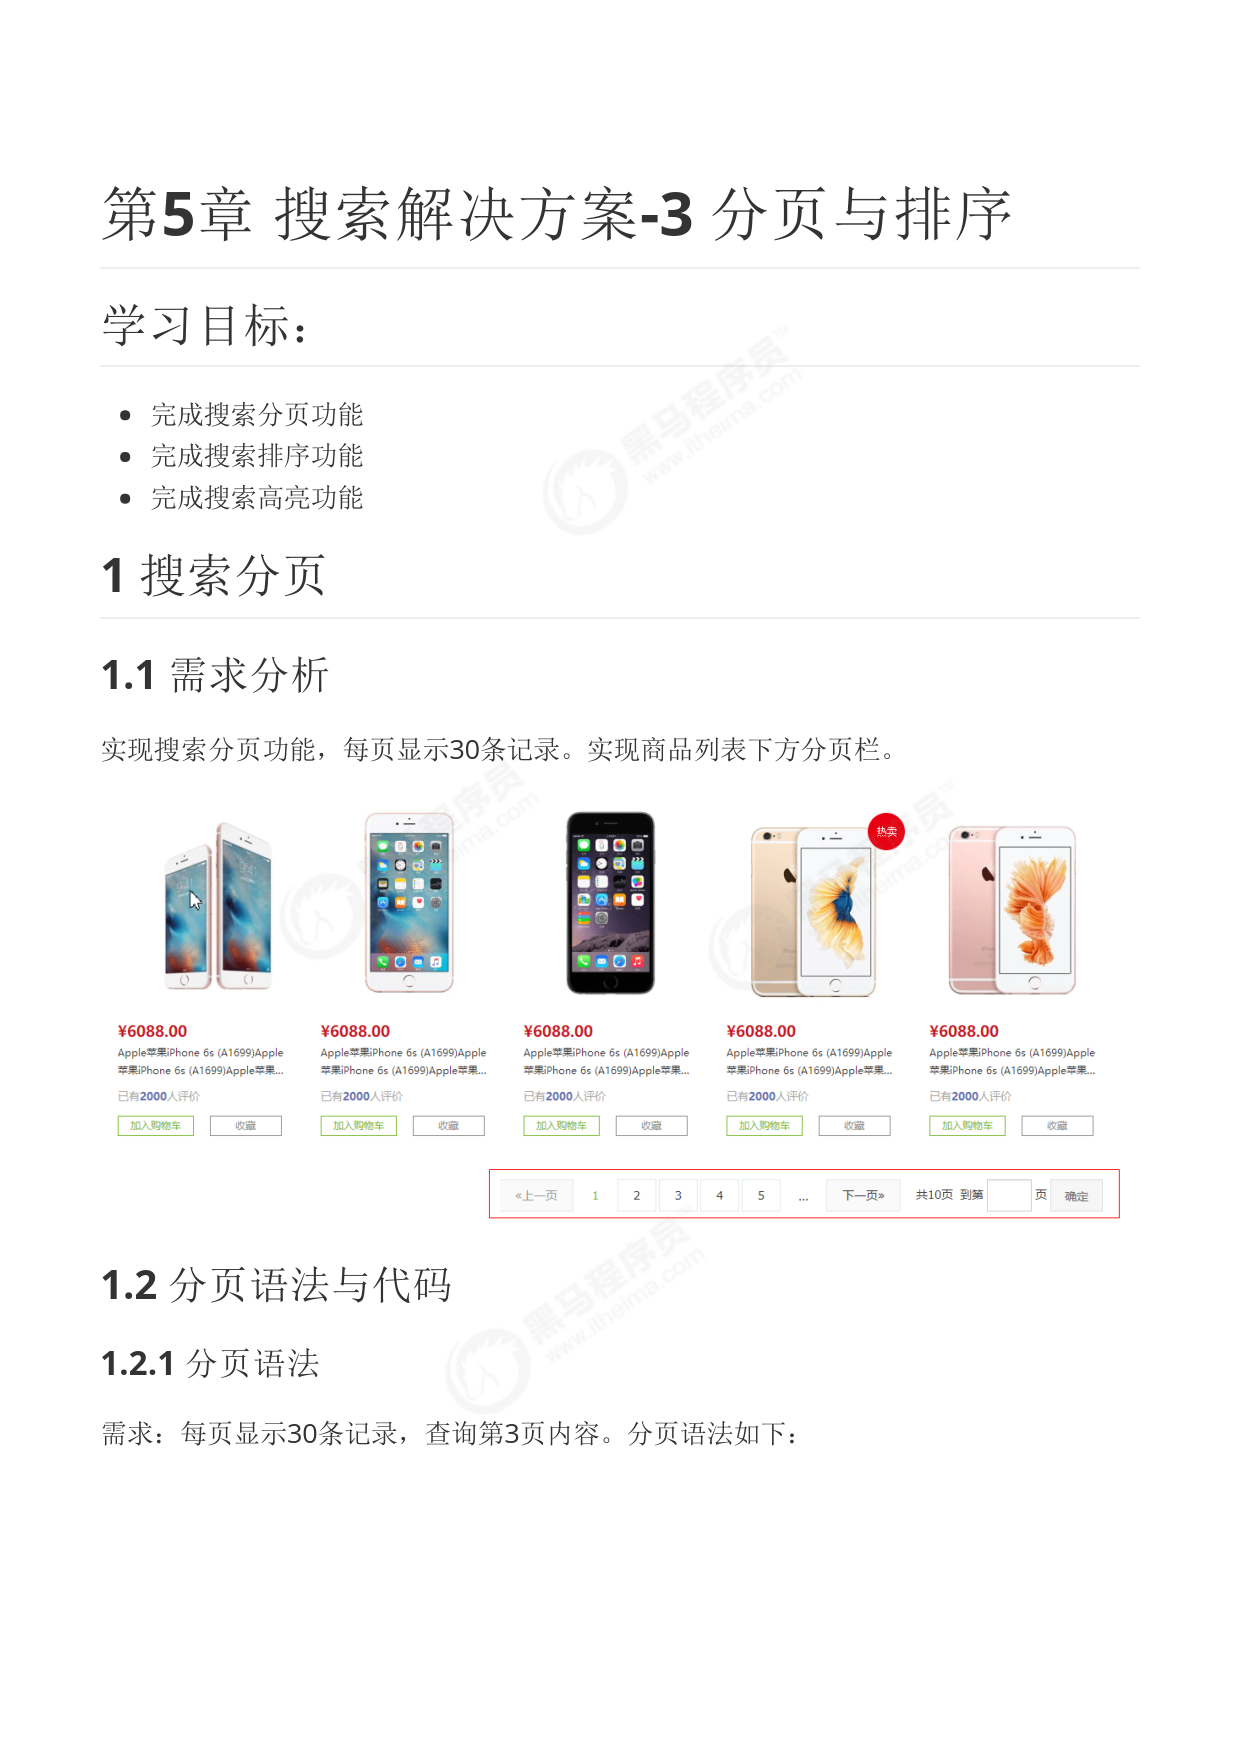 第5章 搜索解决方案-3 分页与排序
学习目标：
完成搜索分页功能
完成搜索排序功能
完成搜索高亮功能
黑马程序员™
www.itheima.com
1 搜索分页
1.1 需求分析
实现搜索分页功能，每页显示30条记录。实现商品列表下方分页栏。
热卖
¥6088.00 ¥6088.00 ¥6088.00 ¥6088.00 ¥6088.00
Apple苹果iPhone 6s (A1699)Apple Apple苹果iPhone 6s (A1699)Apple Apple苹果iPhone 6s (A1699)Apple Apple苹果iPhone 6s (A1699)Apple Apple苹果iPhone 6s (A1699)Apple
苹果iPhone 6s (A1699)Apple苹果... 苹果iPhone 6s (A1699)Apple苹果... 苹果iPhone 6s (A1699)Apple苹果... 苹果iPhone 6s (A1699)Apple苹果... 苹果iPhone 6s (A1699)Apple苹果...
已有2000人评价 已有2000人评价 已有2000人评价 已有2000人评价 已有2000人评价
加入购物车 收藏 加入购物车 收藏 加入购物车 收藏 加入购物车 收藏 加入购物车 收藏
«上一页 1 2 3 4 5 ... 下一页» 共10页 到第 页 确定
1.2 分页语法与代码
黑马程序员
www.itheima.com
1.2.1 分页语法
需求：每页显示30条记录，查询第3页内容。分页语法如下：